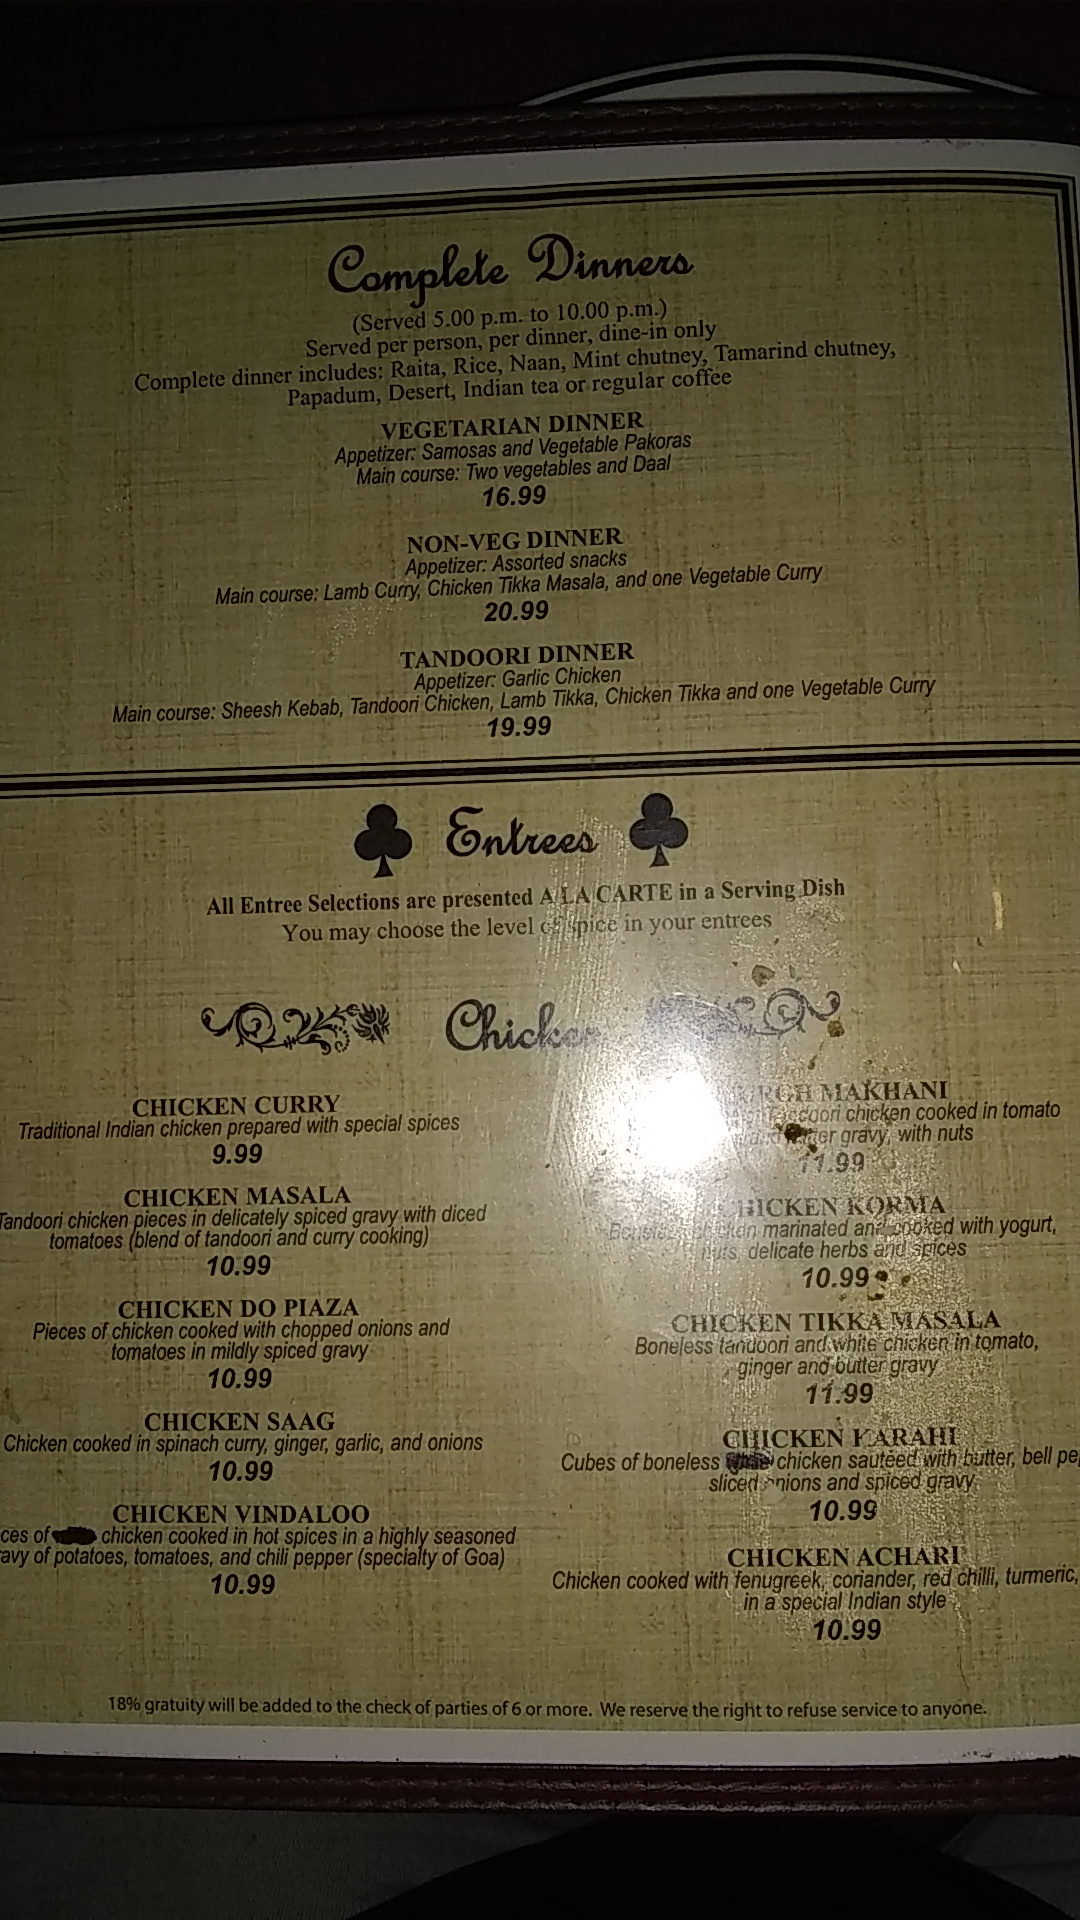 Complete Dinners
(Served 5.00 p.m. to 10.00 p.m.)
Served per person, per dinner, dine-in only
Complete dinner includes: Raita, Rice, Naan, Mint chutney, Tamarind chutney,
Papadum, Desert, Indian tea or regular coffee
VEGETARIAN DINNER
Appetizer: Samosas and Vegetable Pakoras
Main course: Two vegetables and Daal
16.99
NON-VEG DINNER
Appetizer: Assorted snacks
Main course: Lamb Curry, Chicken Tikka Masala, and one Vegetable Curry
20.99
TANDOORI DINNER
Appetizer: Garlic Chicken
Main course: Sheesh Kebab, Tandoori Chicken, Lamb Tikka, Chicken Tikka and one Vegetable Curry
19.99
Entrees
All Entree Selections are presented A LA CARTE in a Serving Dish
You may choose the level of spice in your entrees
Chicken
CHICKEN CURRY
Traditional Indian chicken prepared with special spices
9.99
CHICKEN MASALA
Tandoori chicken pieces in delicately spiced gravy with diced
tomatoes (blend of tandoori and curry cooking)
10.99
CHICKEN DO PIAZA
Pieces of chicken cooked with chopped onions and
tomatoes in mildly spiced gravy
10.99
CHICKEN SAAG
Chicken cooked in spinach curry, ginger, garlic, and onions
10.99
CHICKEN VINDALOO
ces of chicken cooked in hot spices in a highly seasoned
avy of potatoes, tomatoes, and chili pepper (specialty of Goa)
10.99
MAKHANI
chicken cooked in tomato
gravy, with nuts
11.99
CHICKEN KORMA
marinated and cooked with yogurt,
nuts, delicate herbs and spices
10.99
CHICKEN TIKKA MASALA
Boneless tandoori and white chicken in tomato,
ginger and butter gravy
11.99
CHICKEN KARAHI
Cubes of boneless chicken sautéed with butter, bell pe
sliced onions and spiced gravy
10.99
CHICKEN ACHARI
Chicken cooked with fenugreek, coriander, red chilli, turmeric,
in a special Indian style
10.99
18% gratuity will be added to the check of parties of 6 or more. We reserve the right to refuse service to anyone.